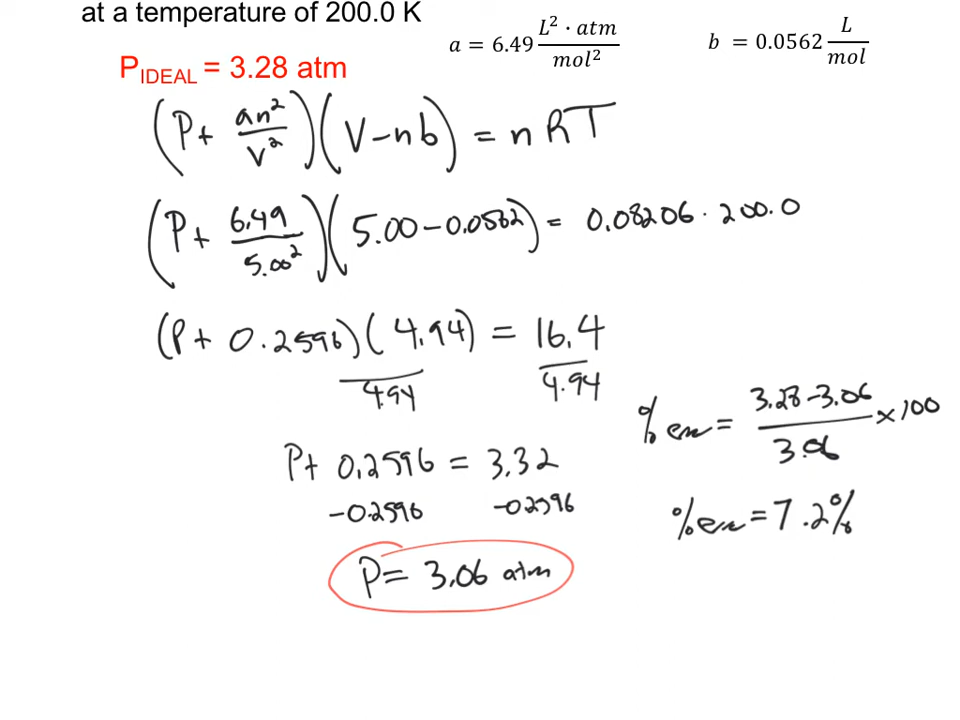 at a temperature of 200.0 K
a = 6.49 L² · atm / mol²
b = 0.0562 L / mol
P_IDEAL = 3.28 atm
(P + an²/V²)(V - nb) = nRT
(P + 6.49/5.00²)(5.00 - 0.0562) = 0.08206 · 200.0
(P + 0.2596)(4.94) = 16.4
4.94 4.94
P + 0.2596 = 3.32
-0.2596 -0.2596
P = 3.06 atm
% err = (3.28 - 3.06)/3.06 × 100
% err = 7.2%